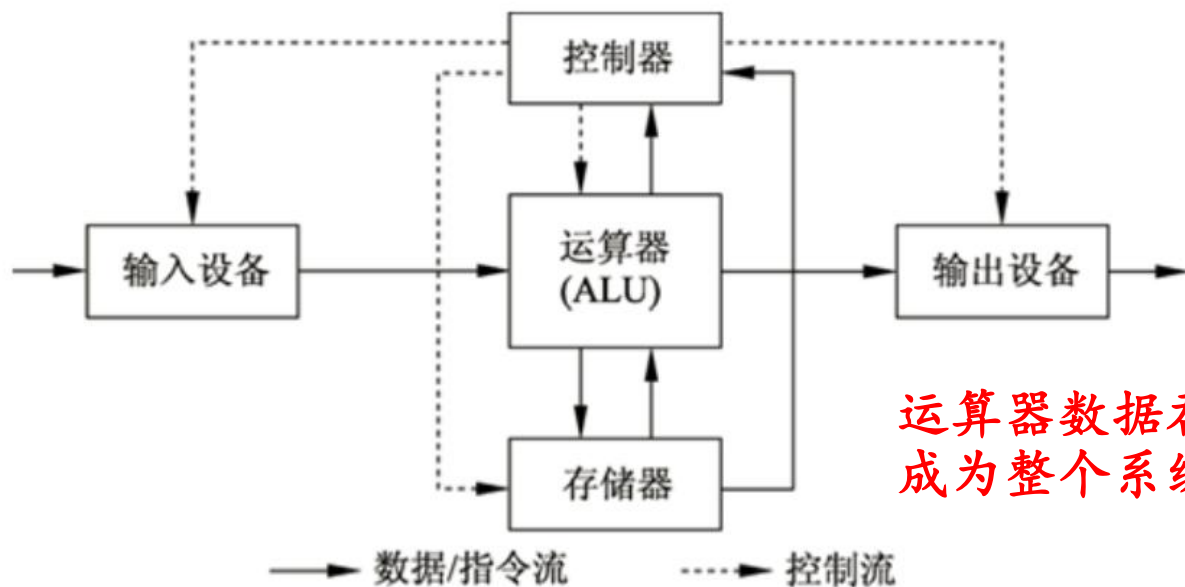 控制器
输入设备
运算器
(ALU)
输出设备
运算器数据
成为整个系
存储器
数据/指令流
控制流